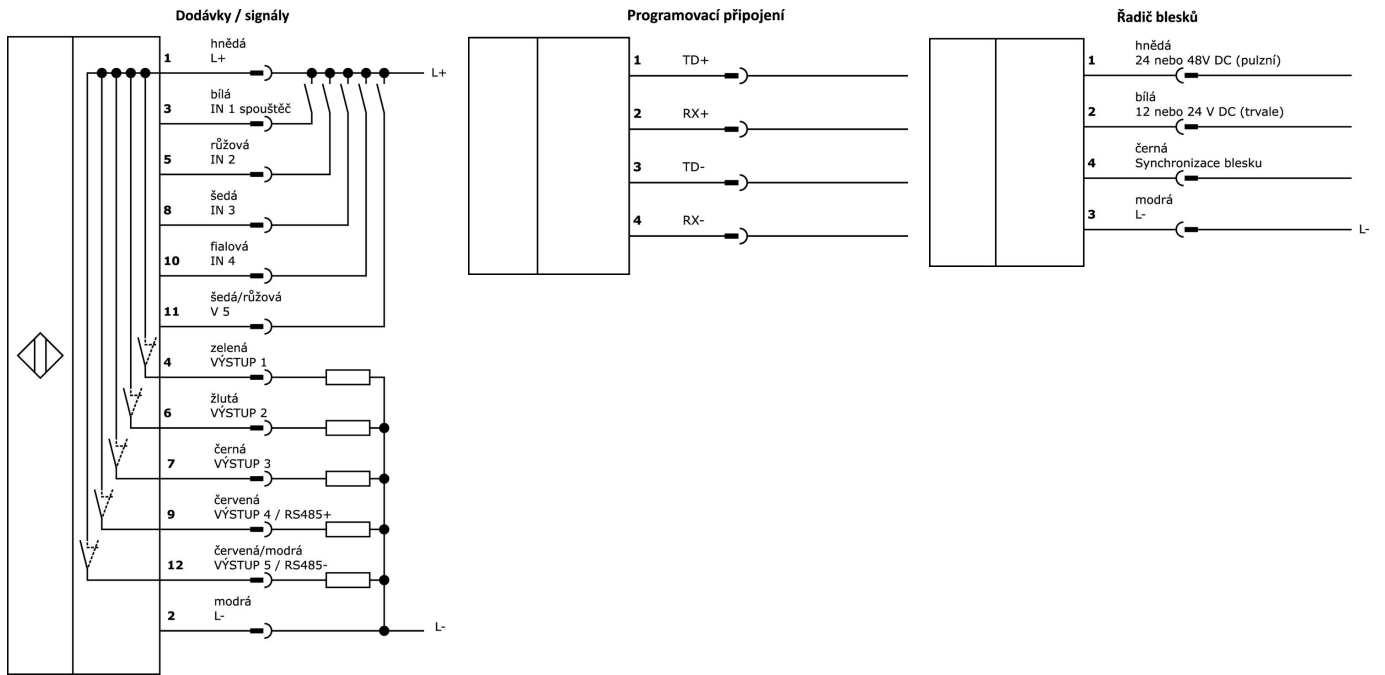 Dodávky / signály
hnědá
1 L+
L+
bílá
3 IN 1 spouštěč
růžová
5 IN 2
šedá
8 IN 3
fialová
10 IN 4
šedá/růžová
11 V 5
zelená
4 VÝSTUP 1
žlutá
6 VÝSTUP 2
černá
7 VÝSTUP 3
červená
9 VÝSTUP 4 / RS485+
červená/modrá
12 VÝSTUP 5 / RS485-
modrá
2 L-
L-
Programovací připojení
1 TD+
2 RX+
3 TD-
4 RX-
Řadič blesků
hnědá
1 24 nebo 48V DC (pulzní)
bílá
2 12 nebo 24 V DC (trvale)
černá
4 Synchronizace blesku
modrá
3 L-
L-